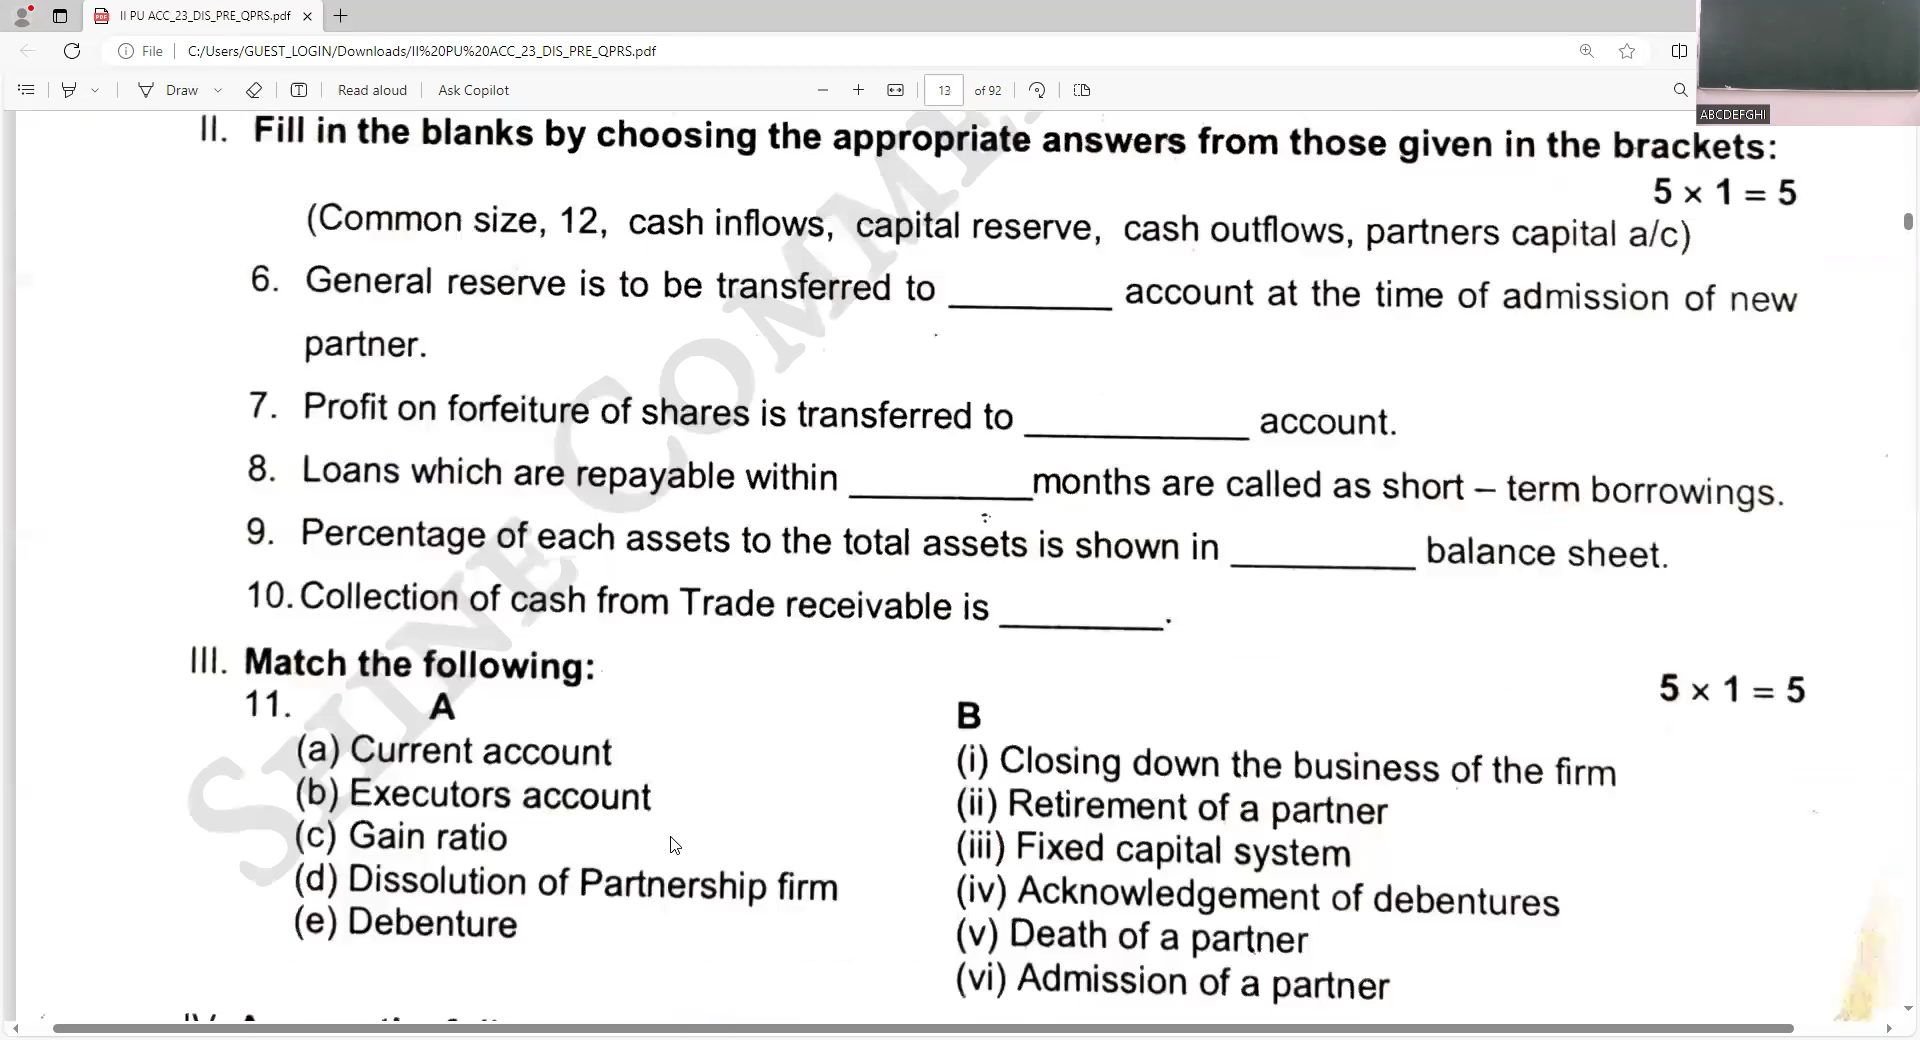 II PU ACC_23_DIS_PRE_QPRS.pdf
File
C:/Users/GUEST_LOGIN/Downloads/II%20PU%20ACC_23_DIS_PRE_QPRS.pdf
Draw
Read aloud
Ask Copilot
13 of 92
ABCDEFGHI
II. Fill in the blanks by choosing the appropriate answers from those given in the brackets:
5 × 1 = 5
(Common size, 12, cash inflows, capital reserve, cash outflows, partners capital a/c)
6. General reserve is to be transferred to ________ account at the time of admission of new
partner.
7. Profit on forfeiture of shares is transferred to ___________ account.
8. Loans which are repayable within _________months are called as short – term borrowings.
9. Percentage of each assets to the total assets is shown in _________ balance sheet.
10. Collection of cash from Trade receivable is ________.
III. Match the following:
5 × 1 = 5
11. A
B
(a) Current account
(i) Closing down the business of the firm
(b) Executors account
(ii) Retirement of a partner
(c) Gain ratio
(iii) Fixed capital system
(d) Dissolution of Partnership firm
(iv) Acknowledgement of debentures
(e) Debenture
(v) Death of a partner
(vi) Admission of a partner